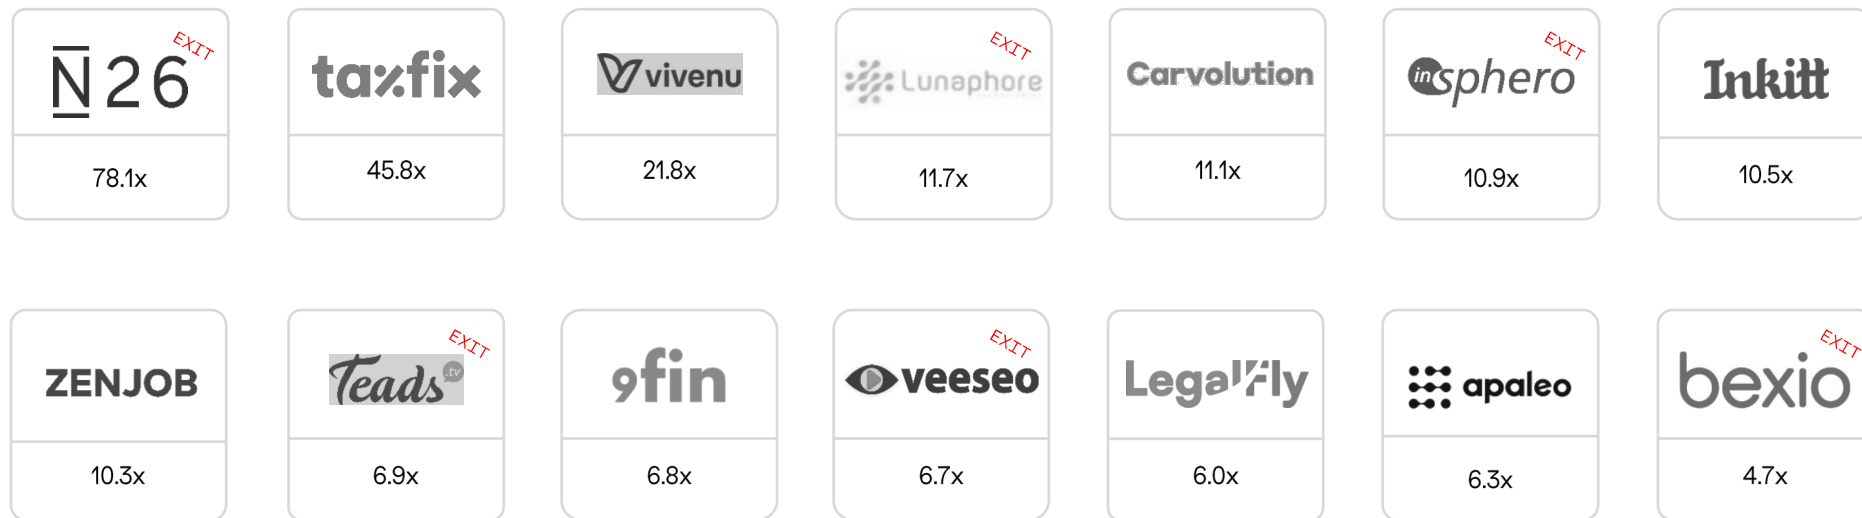 N26 EXIT
78.1x
taxfix
45.8x
vivenu
21.8x
Lunaphore EXIT
11.7x
Carvolution
11.1x
insphero EXIT
10.9x
Inkitt
10.5x
ZENJOB
10.3x
Teads .tv EXIT
6.9x
9fin
6.8x
veeseo EXIT
6.7x
LegalFly
6.0x
apaleo
6.3x
bexio EXIT
4.7x